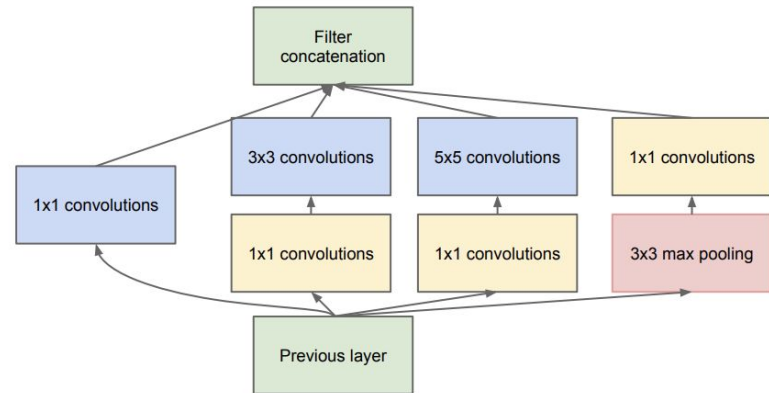 Filter
concatenation
3x3 convolutions
5x5 convolutions
1x1 convolutions
1x1 convolutions
1x1 convolutions
1x1 convolutions
3x3 max pooling
Previous layer